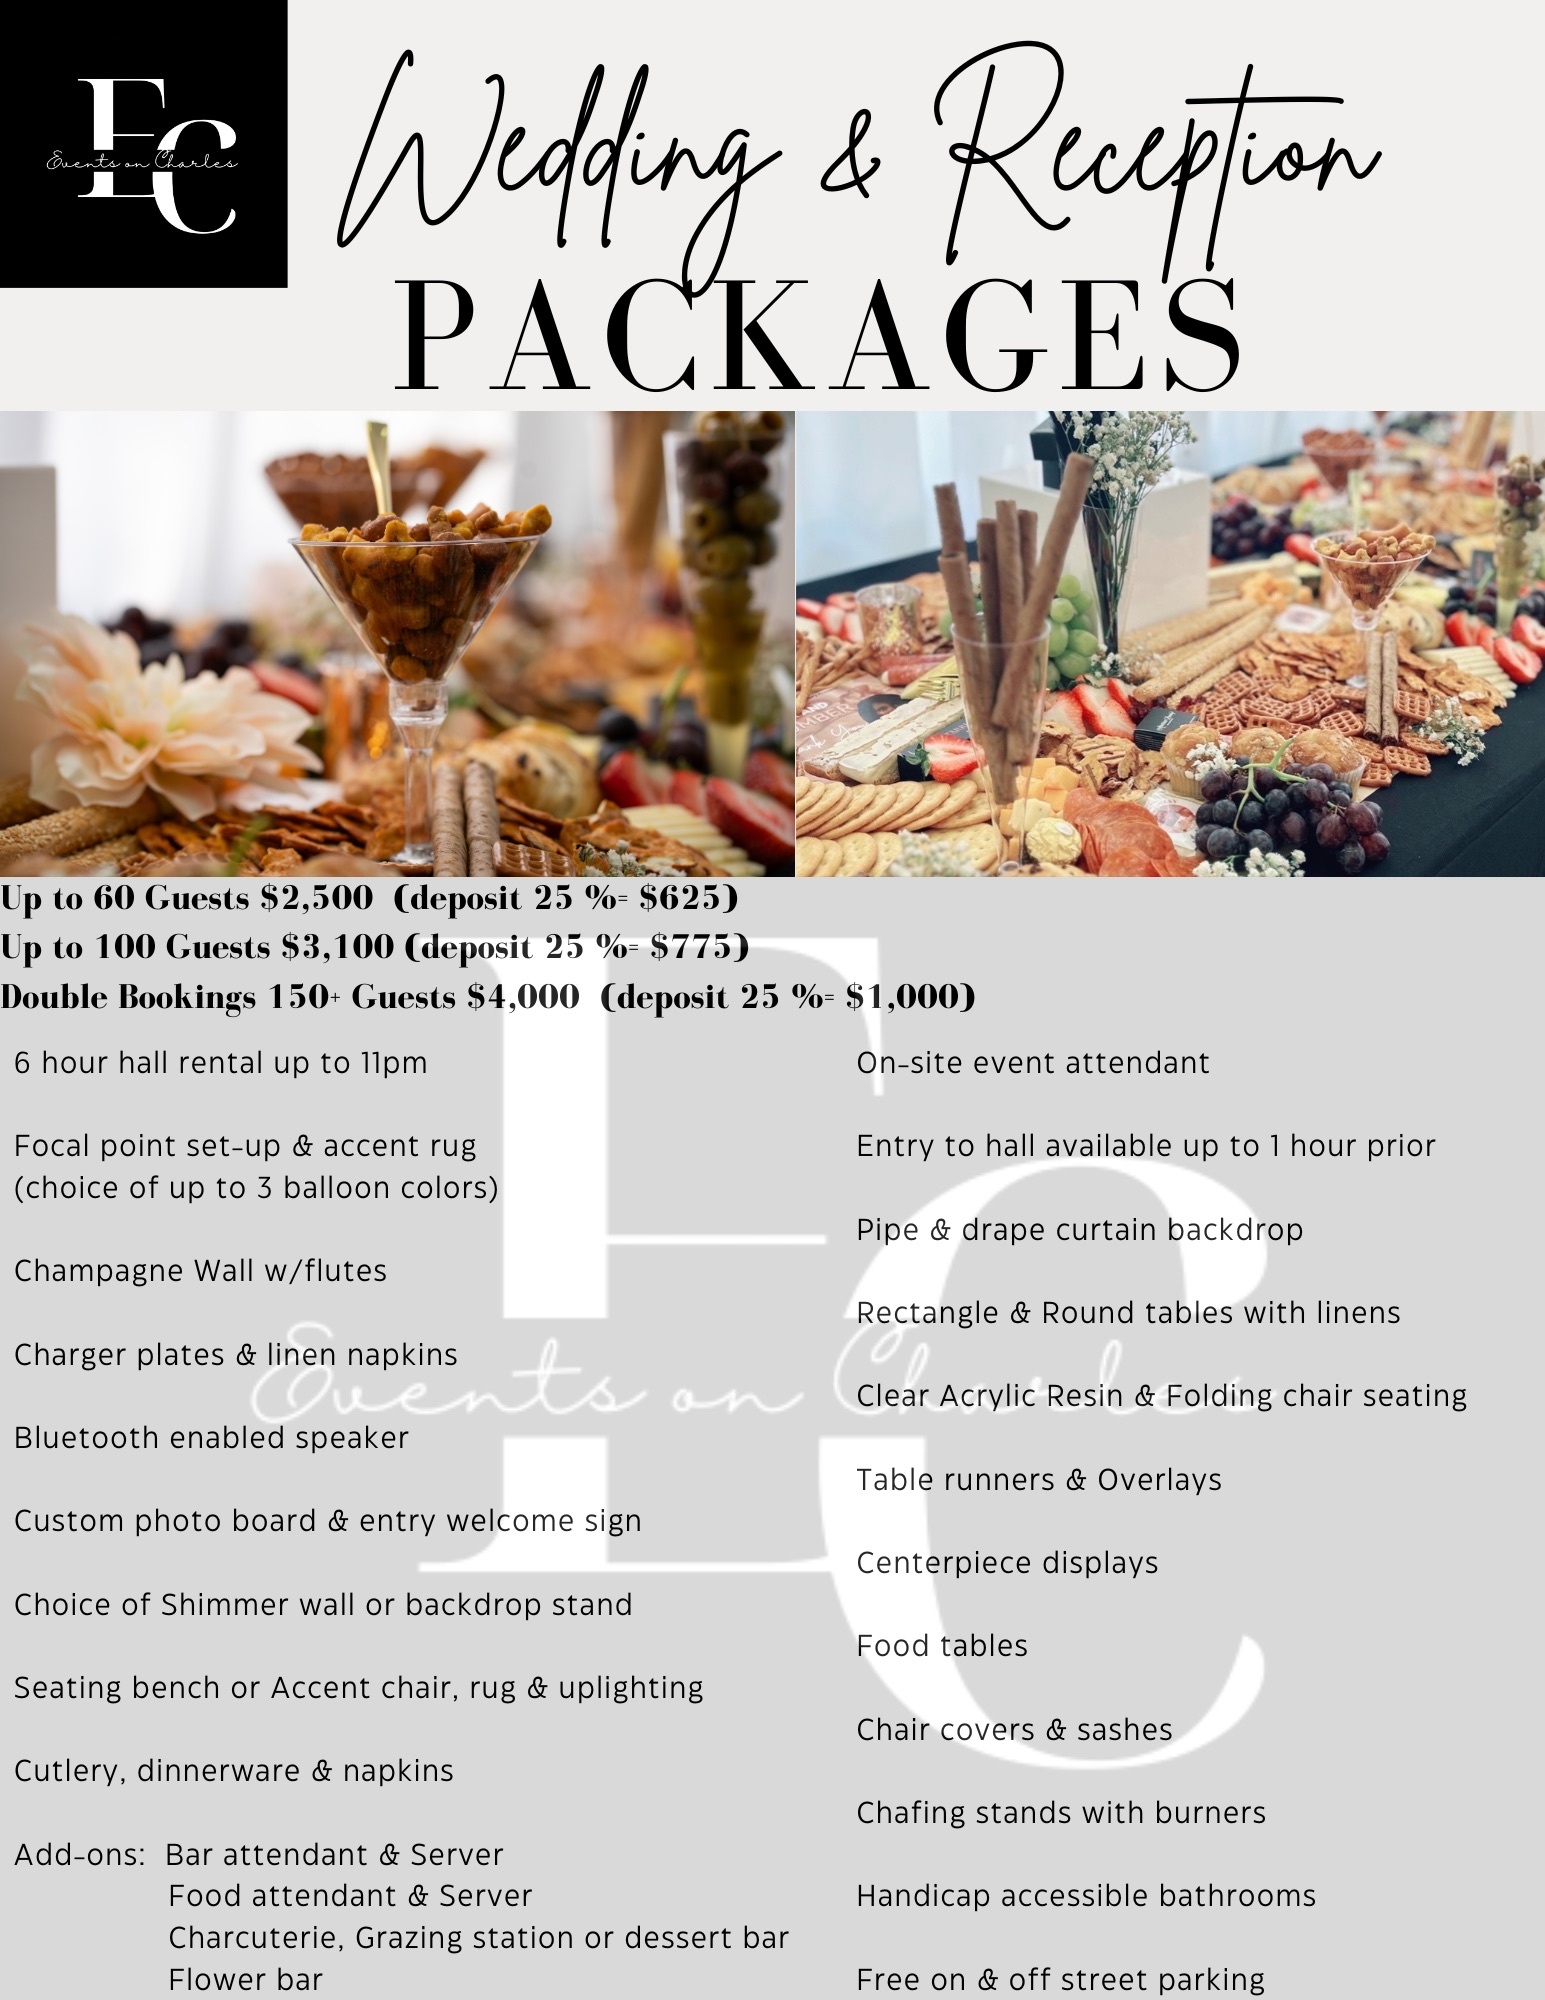 EC
Events on Charles
Wedding & Reception
PACKAGES
Up to 60 Guests $2,500 (deposit 25 %= $625)
Up to 100 Guests $3,100 (deposit 25 %= $775)
Double Bookings 150+ Guests $4,000 (deposit 25 %= $1,000)
6 hour hall rental up to 11pm
Focal point set-up & accent rug
(choice of up to 3 balloon colors)
Champagne Wall w/flutes
Charger plates & linen napkins
Bluetooth enabled speaker
Custom photo board & entry welcome sign
Choice of Shimmer wall or backdrop stand
Seating bench or Accent chair, rug & uplighting
Cutlery, dinnerware & napkins
Add-ons: Bar attendant & Server
Food attendant & Server
Charcuterie, Grazing station or dessert bar
Flower bar
On-site event attendant
Entry to hall available up to 1 hour prior
Pipe & drape curtain backdrop
Rectangle & Round tables with linens
Clear Acrylic Resin & Folding chair seating
Table runners & Overlays
Centerpiece displays
Food tables
Chair covers & sashes
Chafing stands with burners
Handicap accessible bathrooms
Free on & off street parking
EC
Events on Charles